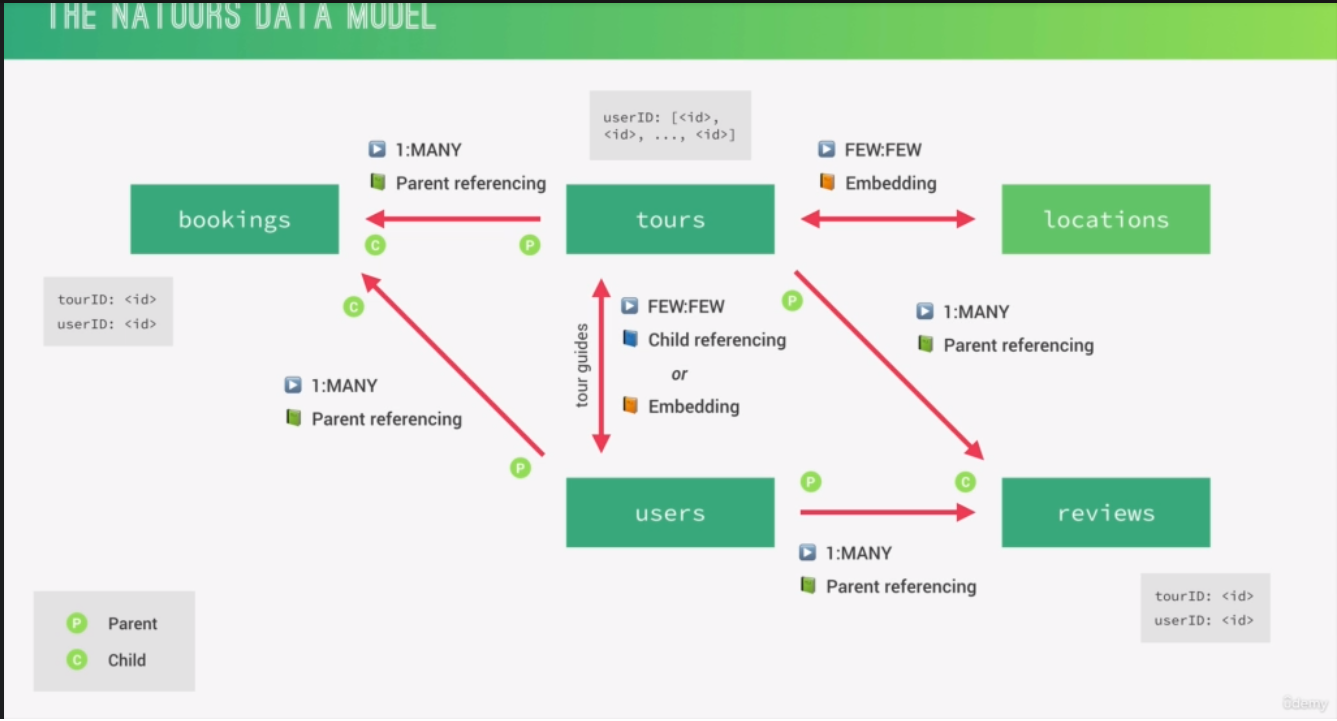 THE NATOURS DATA MODEL
userID: [<id>,
<id>, ..., <id>]
1:MANY
Parent referencing
FEW:FEW
Embedding
bookings
tours
locations
C
P
tourID: <id>
userID: <id>
C
tour guides
FEW:FEW
Child referencing
or
Embedding
P
1:MANY
Parent referencing
1:MANY
Parent referencing
P
P
C
users
reviews
1:MANY
Parent referencing
tourID: <id>
userID: <id>
P Parent
C Child
ûdemy